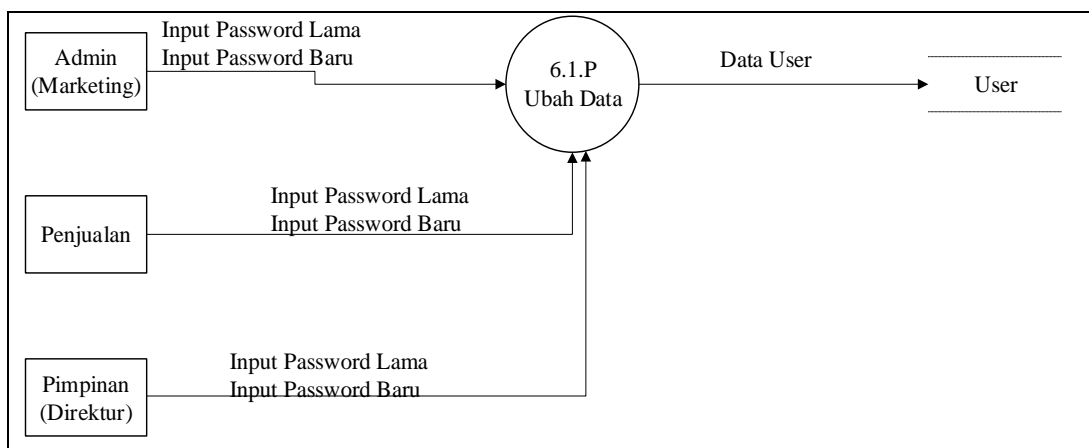 Input Password Lama
Input Password Baru
Admin
(Marketing)
6.1.P
Ubah Data
Data User
User
Input Password Lama
Input Password Baru
Penjualan
Input Password Lama
Input Password Baru
Pimpinan
(Direktur)